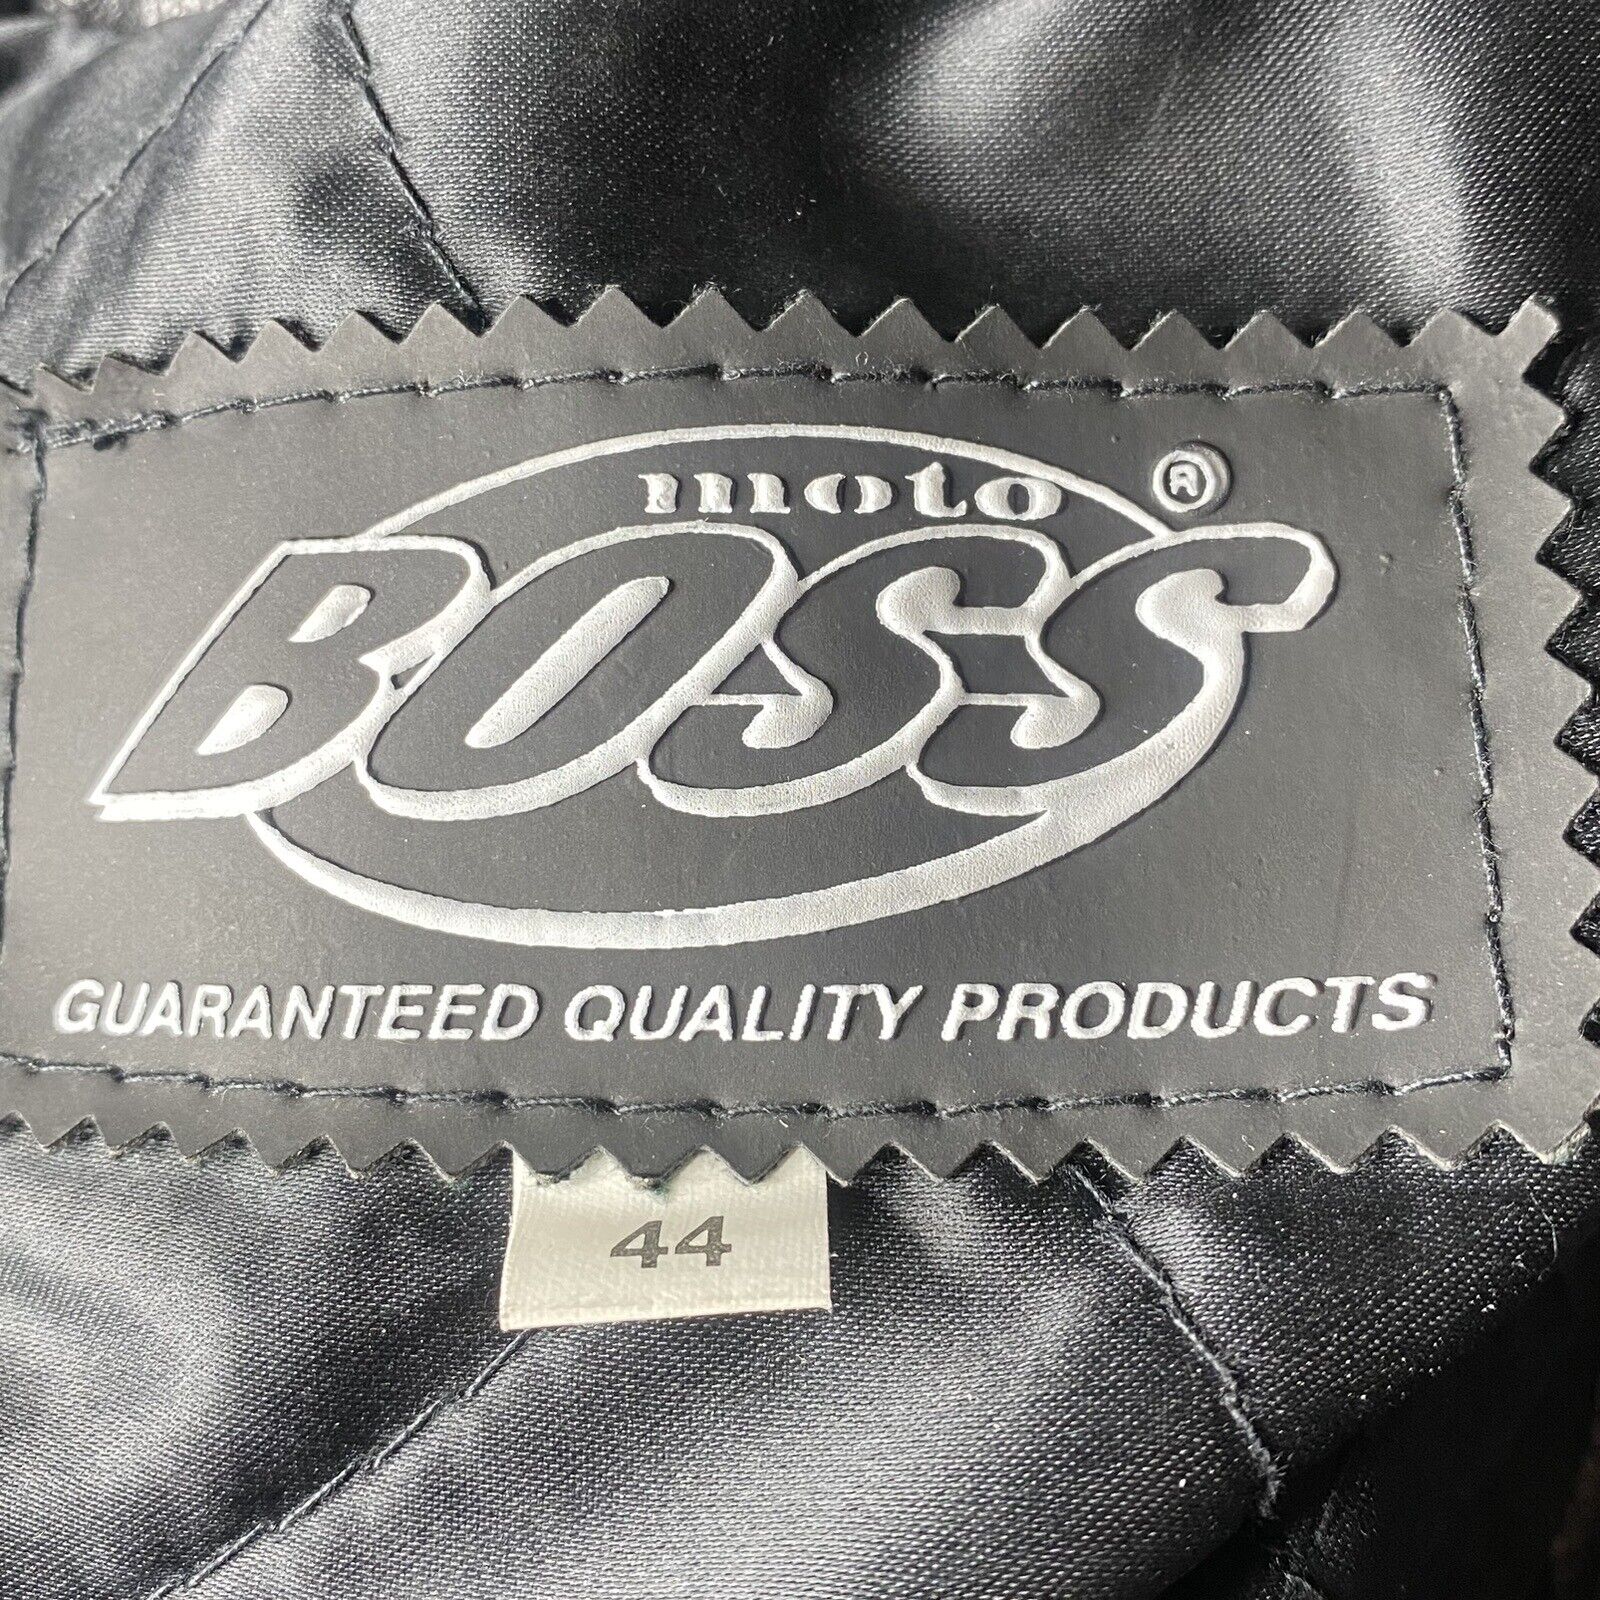 moto ®
BOSS
GUARANTEED QUALITY PRODUCTS
44